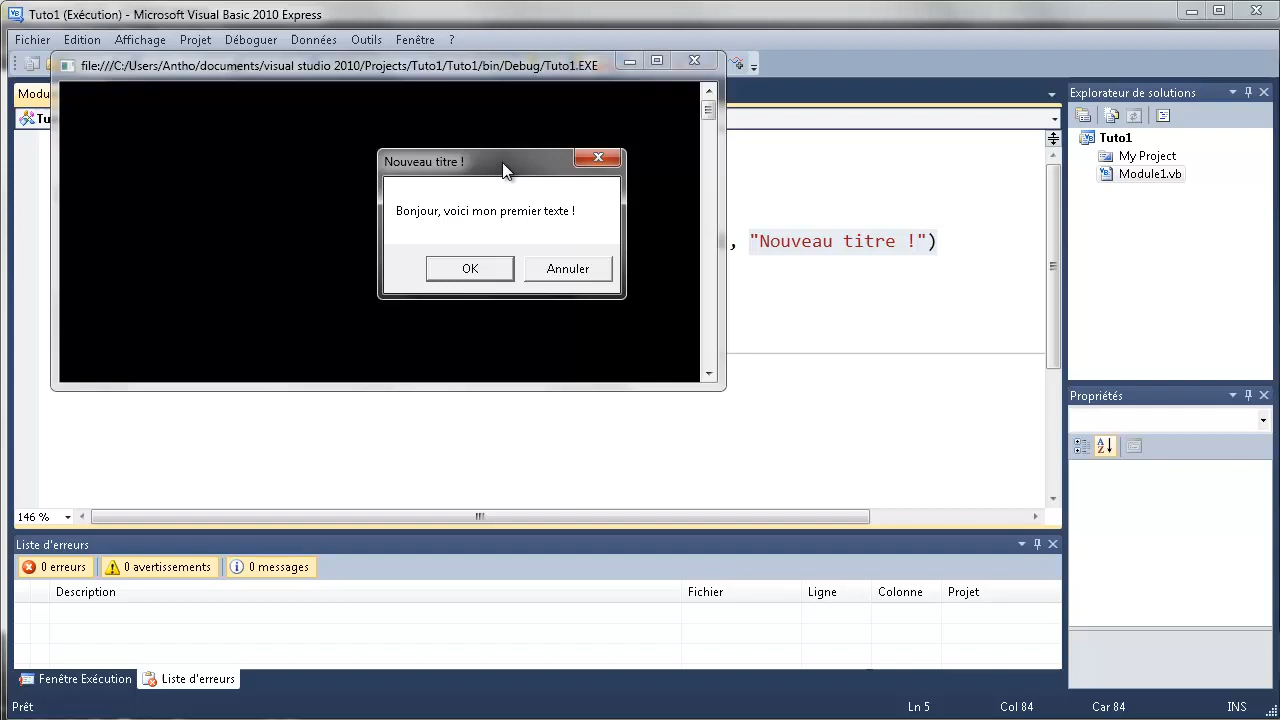 Tuto1 (Exécution) - Microsoft Visual Basic 2010 Express
Fichier Edition Affichage Projet Déboguer Données Outils Fenêtre ?
file:///C:/Users/Antho/documents/visual studio 2010/Projects/Tuto1/Tuto1/bin/Debug/Tuto1.EXE
Explorateur de solutions
Tuto1
My Project
Module1.vb
Nouveau titre !
Bonjour, voici mon premier texte !
OK Annuler
, "Nouveau titre !")
Propriétés
146 %
Liste d'erreurs
0 erreurs 0 avertissements 0 messages
Description Fichier Ligne Colonne Projet
Fenêtre Exécution Liste d'erreurs
Prêt Ln 5 Col 84 Car 84 INS